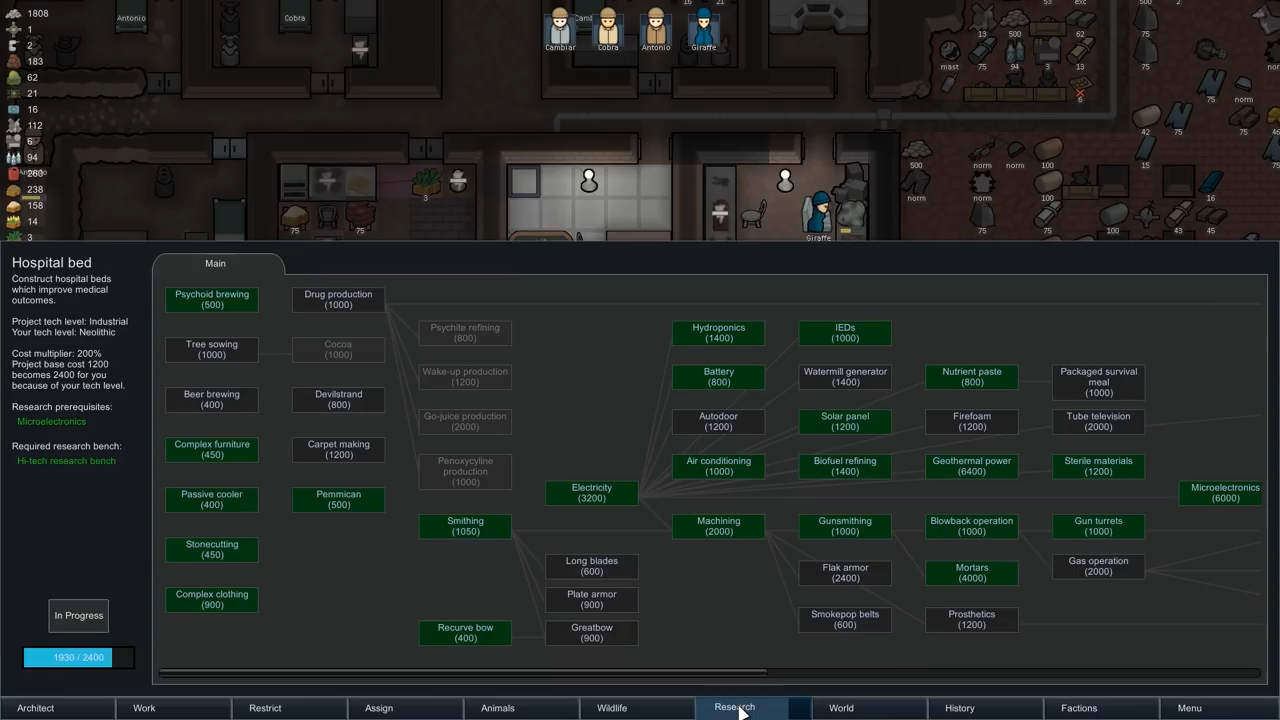 1808
1
2
183
62
21
16
112
6
94
260
238
158
14
3
Antonio
Cobra
Cambiar
Cobra
Antonio
Giraffe
13
500
62
75
mast
75
94
3
13
75
6
75
norm
42
75
75
15
500
norm
norm
100
norm
16
75
75
100
43
45
3
75
75
Giraffe
Hospital bed
Construct hospital beds
which improve medical
outcomes.
Project tech level: Industrial
Your tech level: Neolithic
Cost multiplier: 200%
Project base cost 1200
becomes 2400 for you
because of your tech level.
Research prerequisites:
Microelectronics
Required research bench:
Hi-tech research bench
In Progress
1930 / 2400
Main
Psychoid brewing
(500)
Drug production
(1000)
Psychite refining
(800)
Hydroponics
(1400)
IEDs
(1000)
Tree sowing
(1000)
Cocoa
(1000)
Wake-up production
(1200)
Battery
(800)
Watermill generator
(1400)
Nutrient paste
(800)
Packaged survival
meal
(1000)
Beer brewing
(400)
Devilstrand
(800)
Go-juice production
(2000)
Autodoor
(1200)
Solar panel
(1200)
Firefoam
(1200)
Tube television
(2000)
Complex furniture
(450)
Carpet making
(1200)
Penoxycyline
production
(1000)
Air conditioning
(1000)
Biofuel refining
(1400)
Geothermal power
(6400)
Sterile materials
(1200)
Passive cooler
(400)
Pemmican
(500)
Electricity
(3200)
Microelectronics
(6000)
Smithing
(1050)
Machining
(2000)
Gunsmithing
(1000)
Blowback operation
(1000)
Gun turrets
(1000)
Stonecutting
(450)
Long blades
(600)
Flak armor
(2400)
Mortars
(4000)
Gas operation
(2000)
Complex clothing
(900)
Plate armor
(900)
Smokepop belts
(600)
Prosthetics
(1200)
Recurve bow
(400)
Greatbow
(900)
Architect
Work
Restrict
Assign
Animals
Wildlife
Research
World
History
Factions
Menu